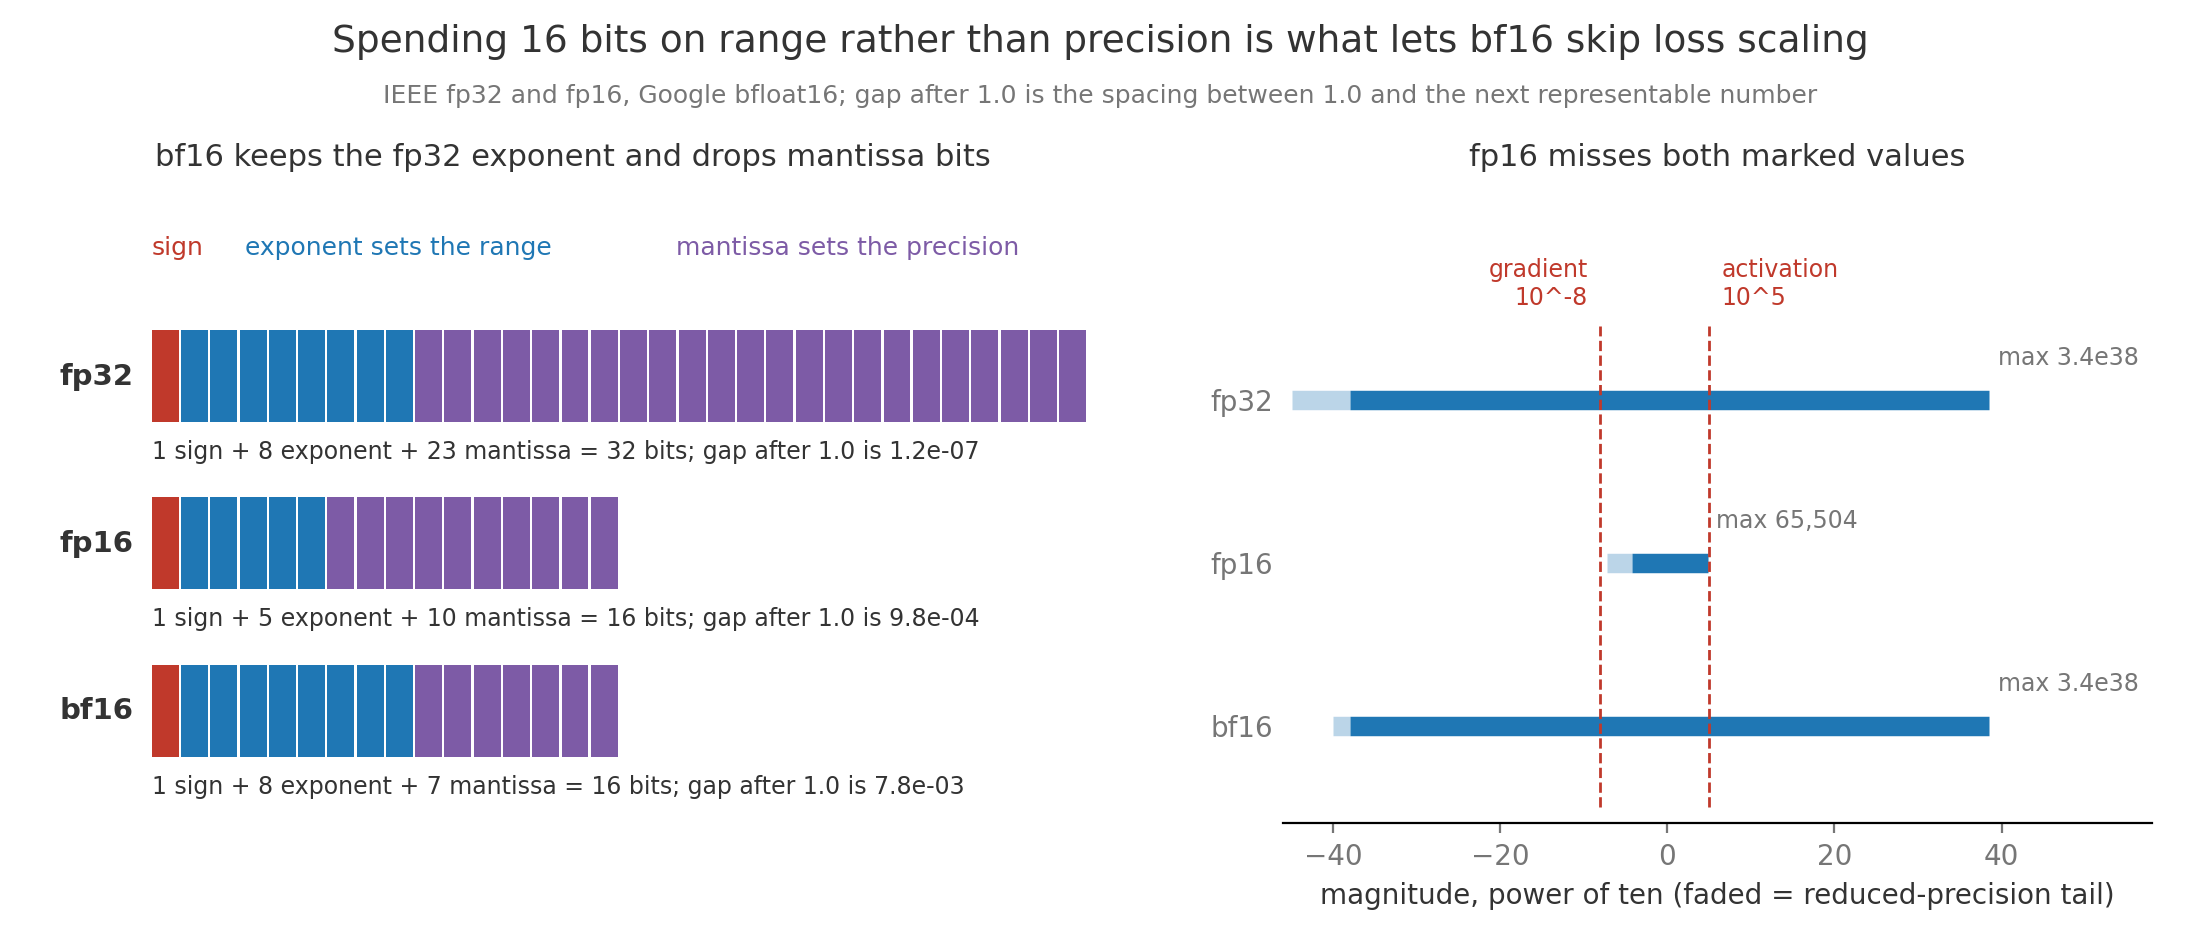 Spending 16 bits on range rather than precision is what lets bf16 skip loss scaling
IEEE fp32 and fp16, Google bfloat16; gap after 1.0 is the spacing between 1.0 and the next representable number
bf16 keeps the fp32 exponent and drops mantissa bits
sign
exponent sets the range
mantissa sets the precision
fp32
1 sign + 8 exponent + 23 mantissa = 32 bits; gap after 1.0 is 1.2e-07
fp16
1 sign + 5 exponent + 10 mantissa = 16 bits; gap after 1.0 is 9.8e-04
bf16
1 sign + 8 exponent + 7 mantissa = 16 bits; gap after 1.0 is 7.8e-03
fp16 misses both marked values
gradient
10^-8
activation
10^5
max 3.4e38
fp32
max 65,504
fp16
max 3.4e38
bf16
−40
−20
0
20
40
magnitude, power of ten (faded = reduced-precision tail)